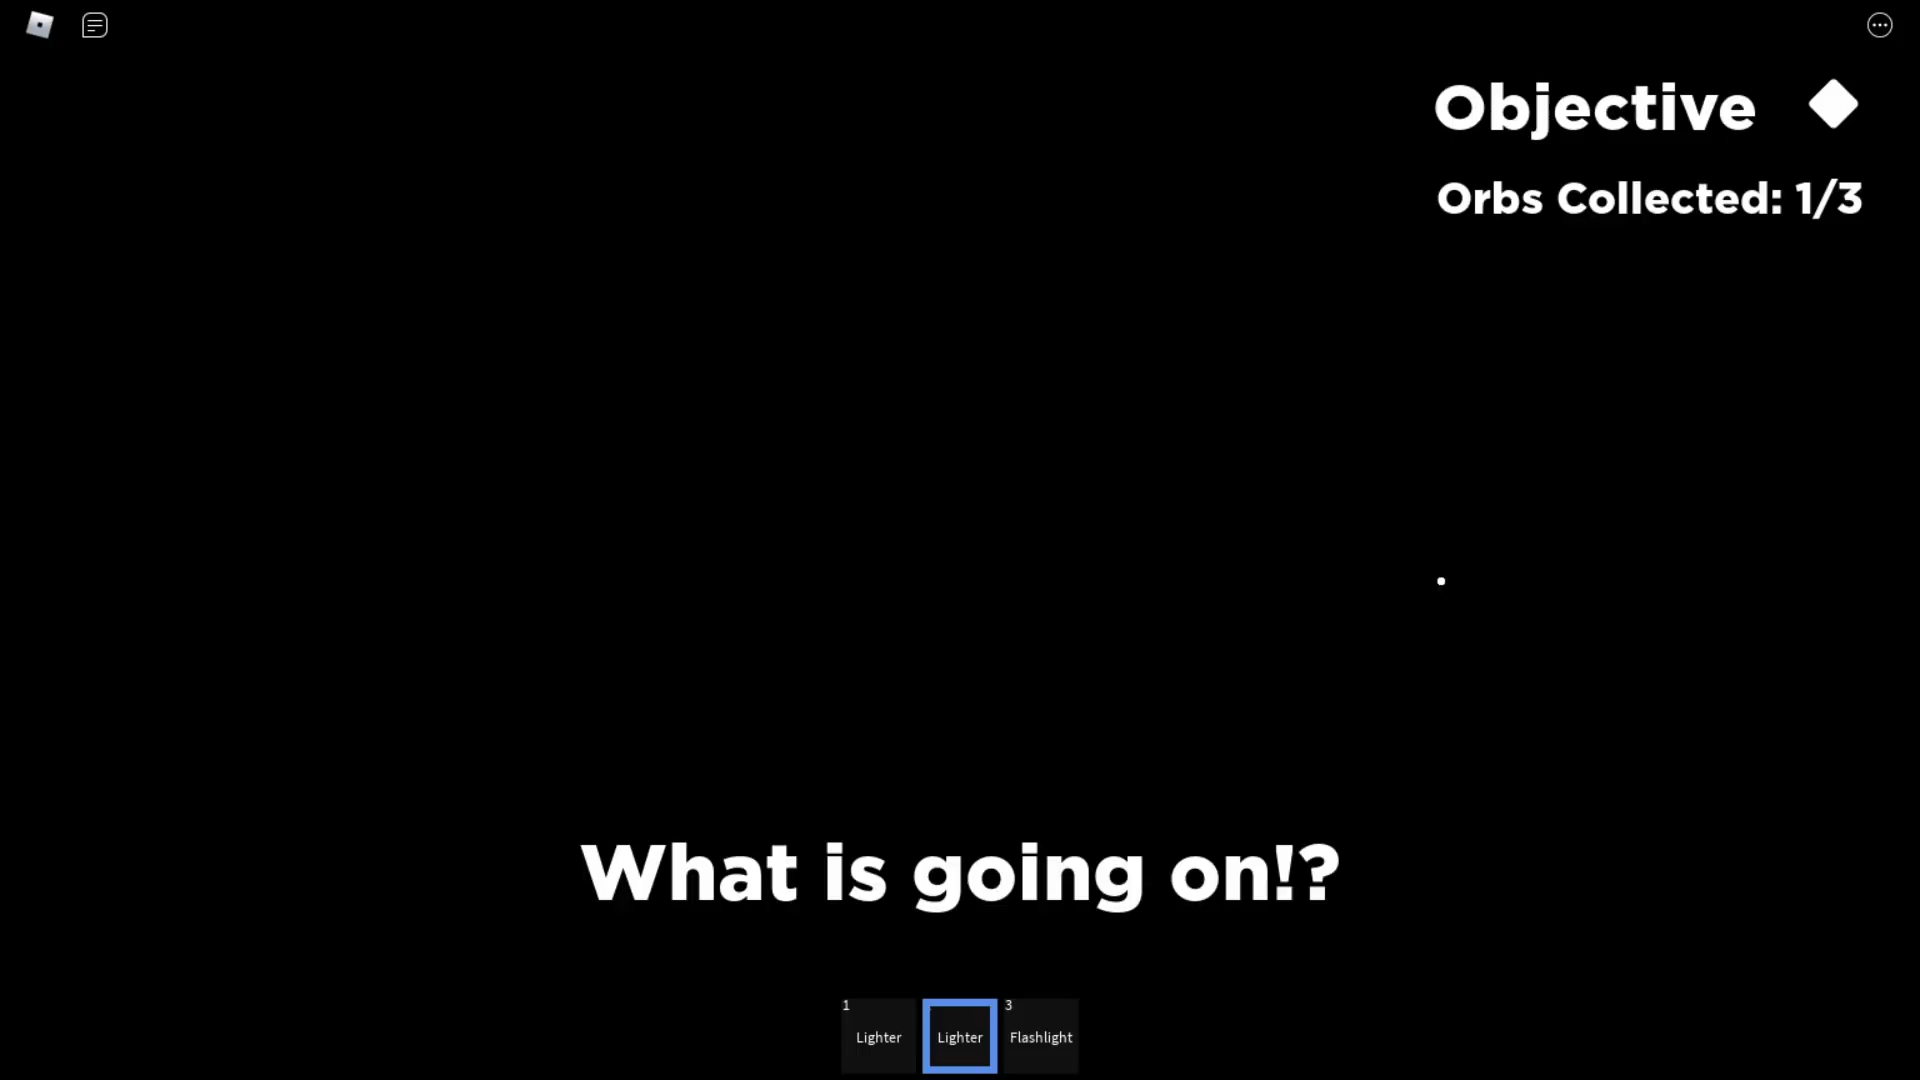 Objective
Orbs Collected: 1/3
What is going on!?
1
3
Lighter
Lighter
Flashlight